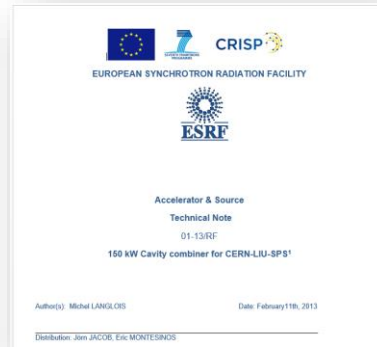 CRISP
EUROPEAN SYNCHROTRON RADIATION FACILITY
ESRF
Accelerator & Source
Technical Note
01-13/RF
150 kW Cavity combiner for CERN-LIU-SPS¹
Author(s): Michel LANGLOIS Date: February11th, 2013
Distribution: Jörn JACOB, Eric MONTESINOS